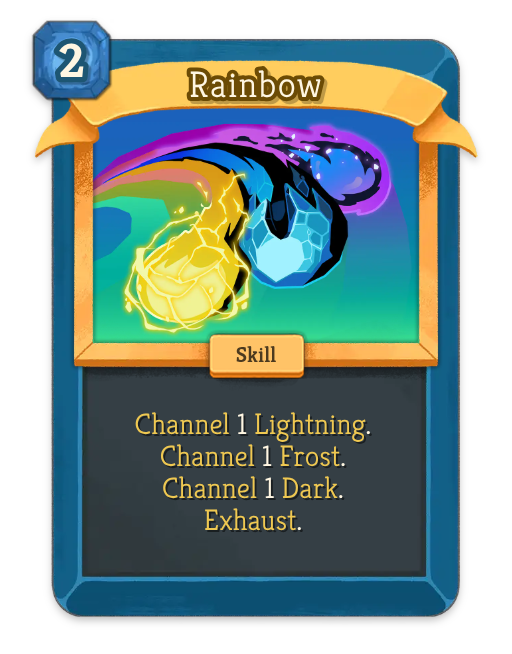 2
Rainbow
Skill
Channel 1 Lightning.
Channel 1 Frost.
Channel 1 Dark.
Exhaust.